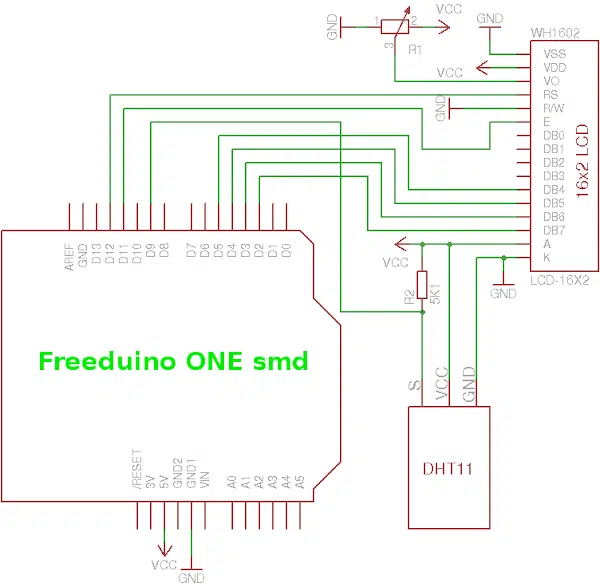 VCC
GND
1
2
3
R1
GND
WH1602
VCC
VSS
VDD
VO
RS
R/W
E
DB0
DB1
DB2
DB3
DB4
DB5
DB6
DB7
A
K
GND
16x2 LCD
LCD-16X2
AREF
GND
D13
D12
D11
D10
D9
D8
D7
D6
D5
D4
D3
D2
D1
D0
VCC
R2
5K1
GND
Freeduino ONE smd
S
VCC
GND
DHT11
/RESET
3V
5V
GND2
GND1
VIN
A0
A1
A2
A3
A4
A5
VCC
GND